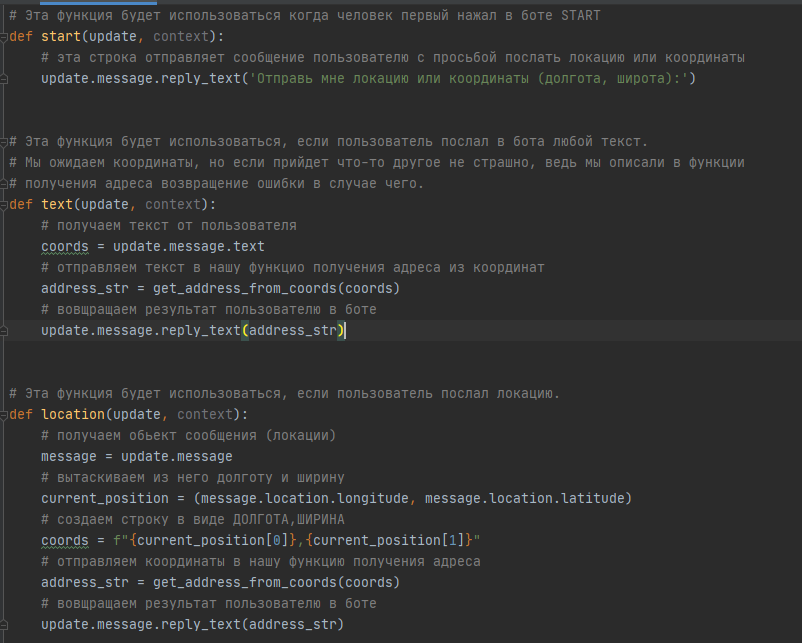 # Эта функция будет использоваться когда человек первый нажал в боте START
def start(update, context):
# эта строка отправляет сообщение пользователю с просьбой послать локацию или координаты
update.message.reply_text('Отправь мне локацию или координаты (долгота, широта):')
# Эта функция будет использоваться, если пользователь послал в бота любой текст.
# Мы ожидаем координаты, но если прийдет что-то другое не страшно, ведь мы описали в функции
# получения адреса возвращение ошибки в случае чего.
def text(update, context):
# получаем текст от пользователя
coords = update.message.text
# отправляем текст в нашу функцио получения адреса из координат
address_str = get_address_from_coords(coords)
# вовщращаем результат пользователю в боте
update.message.reply_text(address_str)
# Эта функция будет использоваться, если пользователь послал локацию.
def location(update, context):
# получаем обьект сообщения (локации)
message = update.message
# вытаскиваем из него долготу и ширину
current_position = (message.location.longitude, message.location.latitude)
# создаем строку в виде ДОЛГОТА,ШИРИНА
coords = f"{current_position[0]},{current_position[1]}"
# отправляем координаты в нашу функцию получения адреса
address_str = get_address_from_coords(coords)
# вовщращаем результат пользователю в боте
update.message.reply_text(address_str)